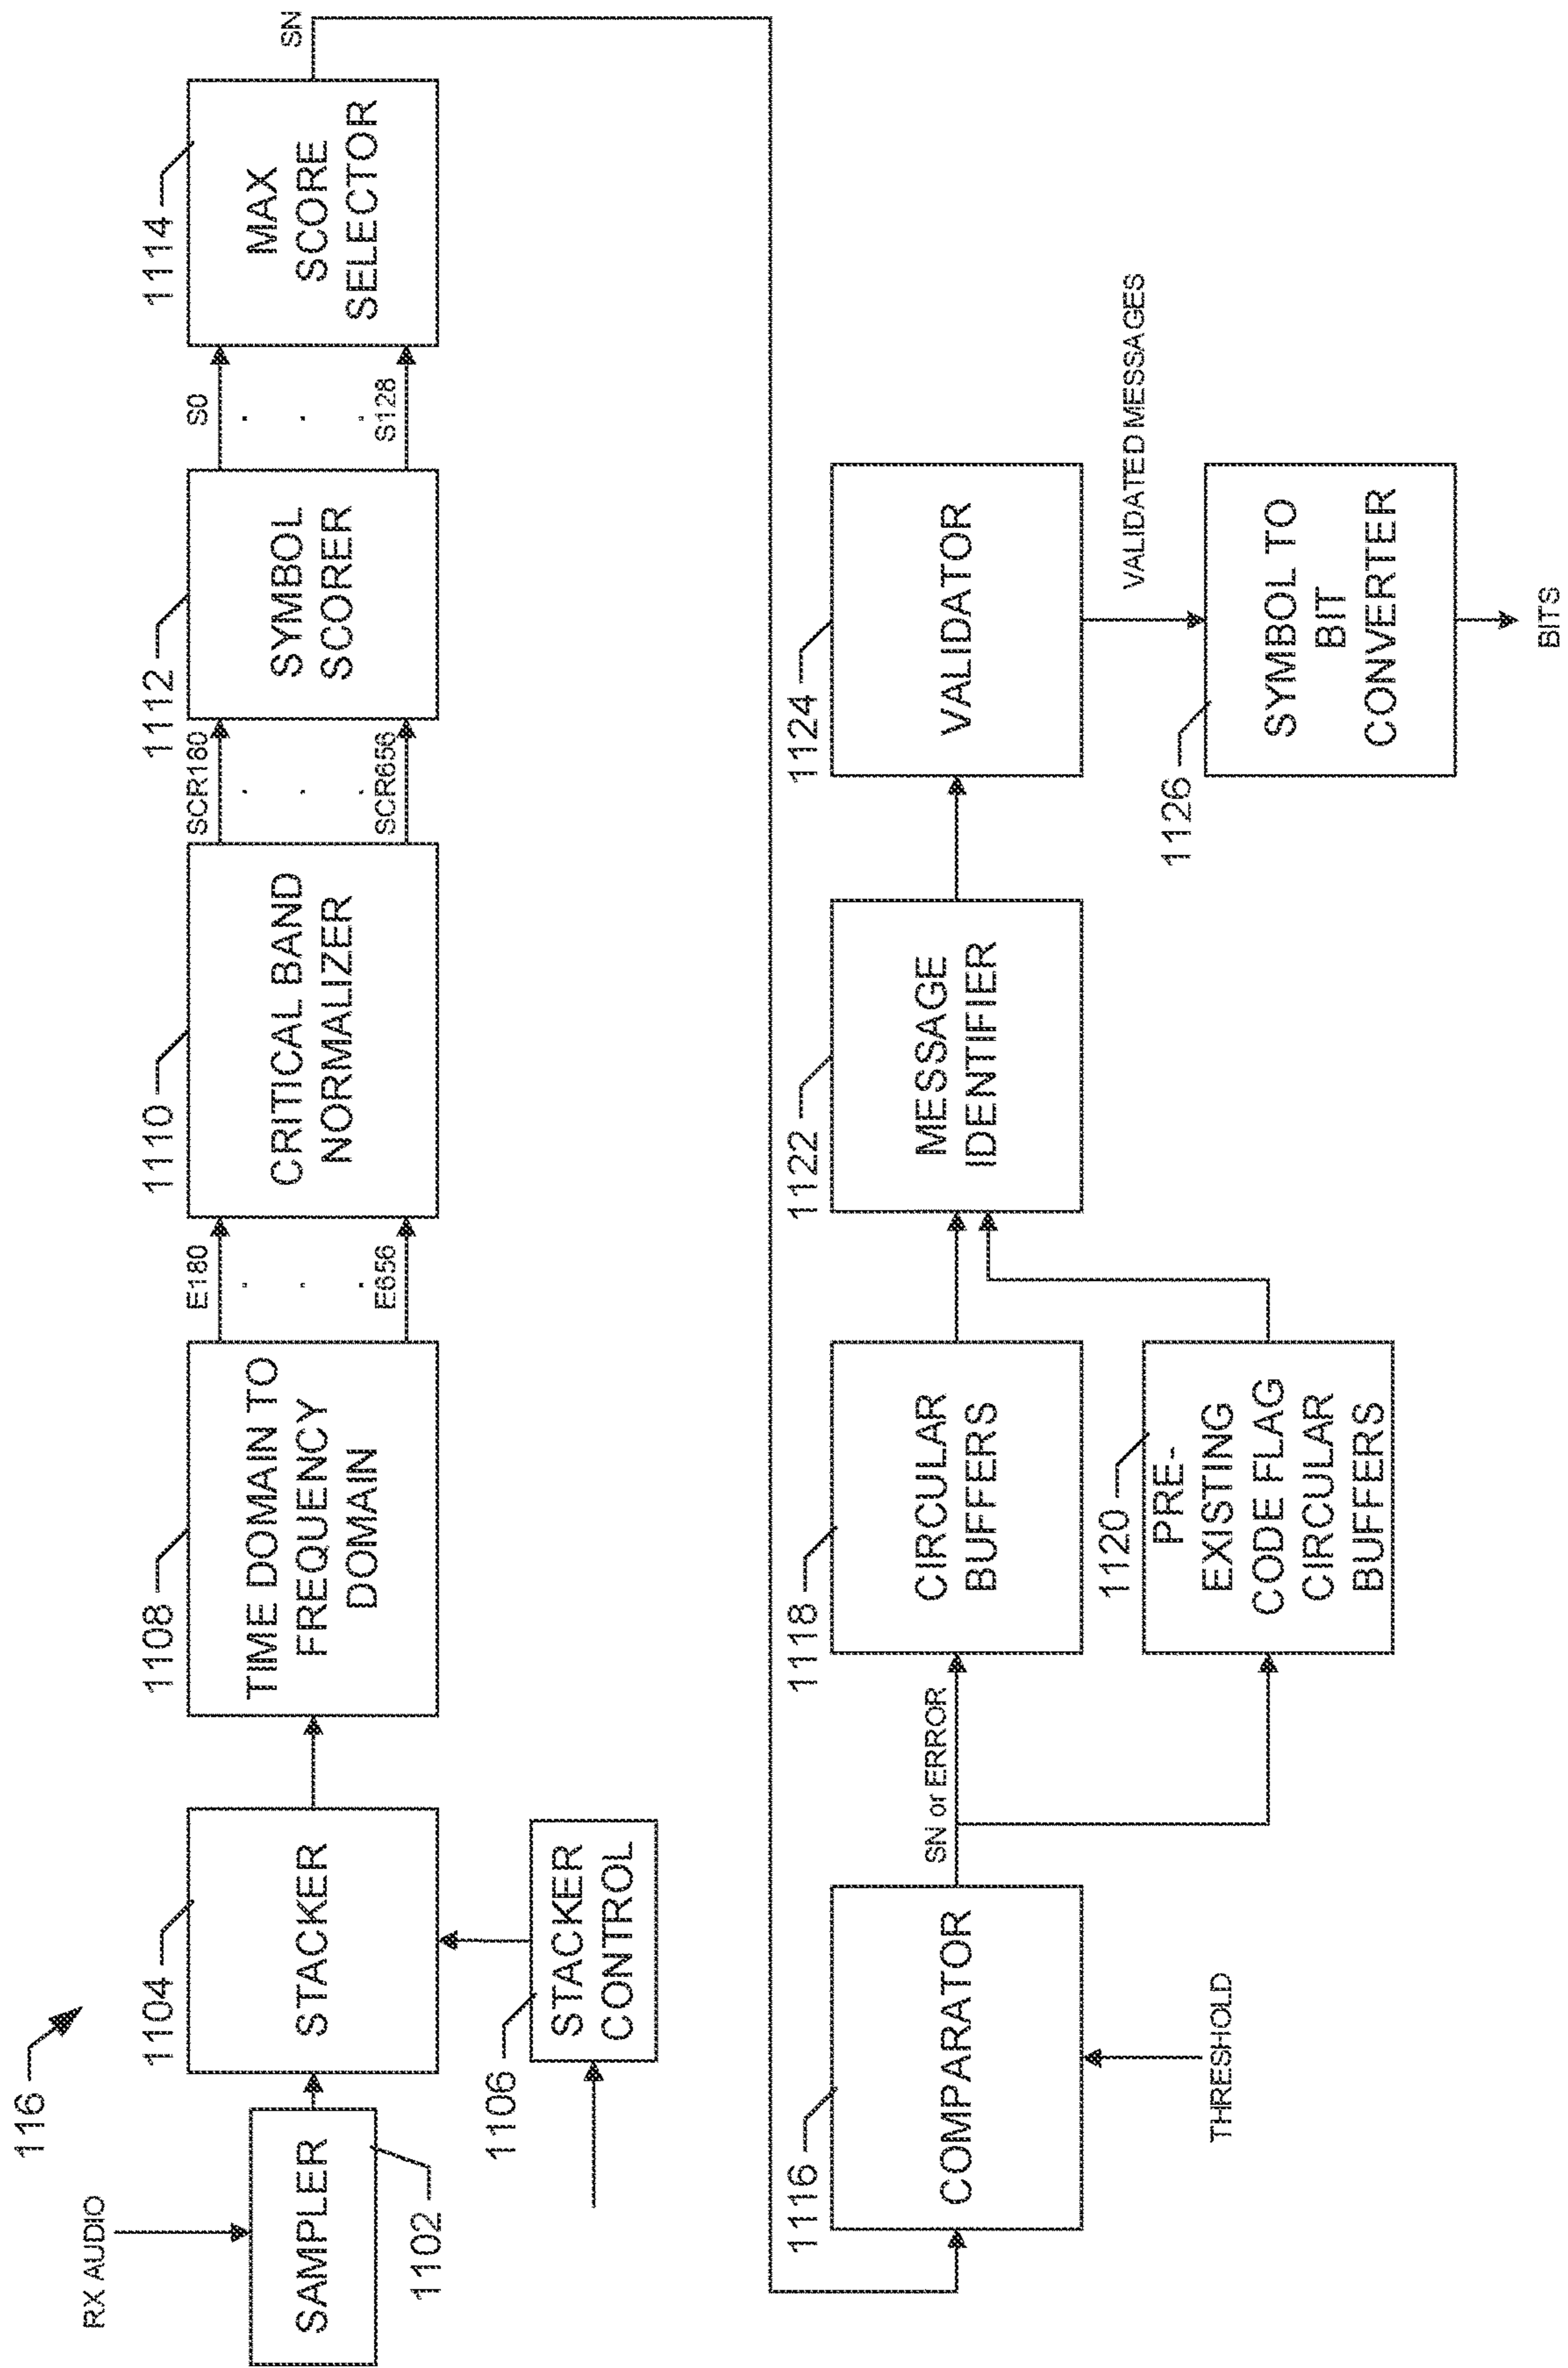 116
RX AUDIO
SAMPLER
1102
1104
STACKER
1106
STACKER
CONTROL
1108
TIME DOMAIN TO
FREQUENCY
DOMAIN
E180
E656
1110
CRITICAL BAND
NORMALIZER
SCR180
SCR656
1112
SYMBOL
SCORER
S0
S128
1114
MAX
SCORE
SELECTOR
SN
1116
COMPARATOR
THRESHOLD
SN or ERROR
1118
CIRCULAR
BUFFERS
1120
PRE-
EXISTING
CODE FLAG
CIRCULAR
BUFFERS
1122
MESSAGE
IDENTIFIER
1124
VALIDATOR
VALIDATED MESSAGES
1126
SYMBOL TO
BIT
CONVERTER
BITS